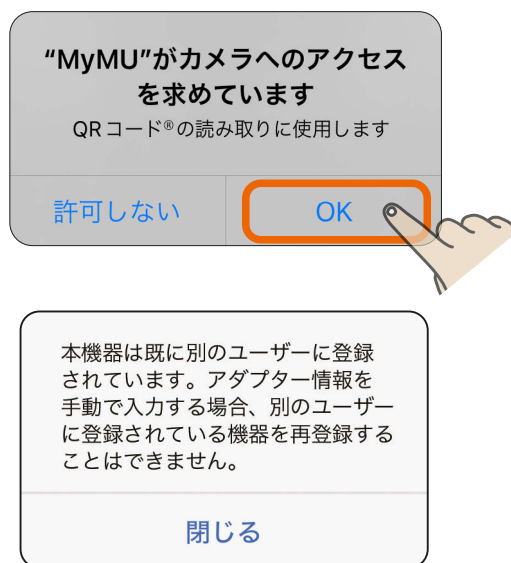 “MyMU”がカメラへのアクセス
を求めています
QRコード®の読み取りに使用します
許可しない
OK
本機器は既に別のユーザーに登録
されています。アダプター情報を
手動で入力する場合、別のユーザー
に登録されている機器を再登録する
ことはできません。
閉じる